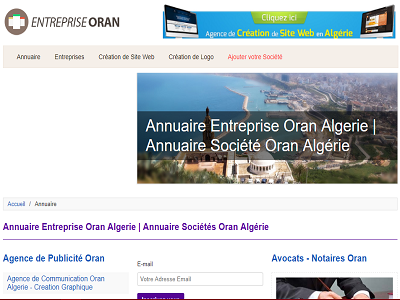 ENTREPRISE ORAN
Cliquez ici
Agence de Création de Site Web en Algérie
Annuaire
Entreprises
Création de Site Web
Création de Logo
Ajouter votre Société
Annuaire Entreprise Oran Algerie |
Annuaire Société Oran Algérie
Accueil / Annuaire
Annuaire Entreprise Oran Algerie | Annuaire Sociétés Oran Algérie
Agence de Publicité Oran
Agence de Communication Oran
Algerie - Creation Graphique
E-mail
Votre Adresse Email
Avocats - Notaires Oran